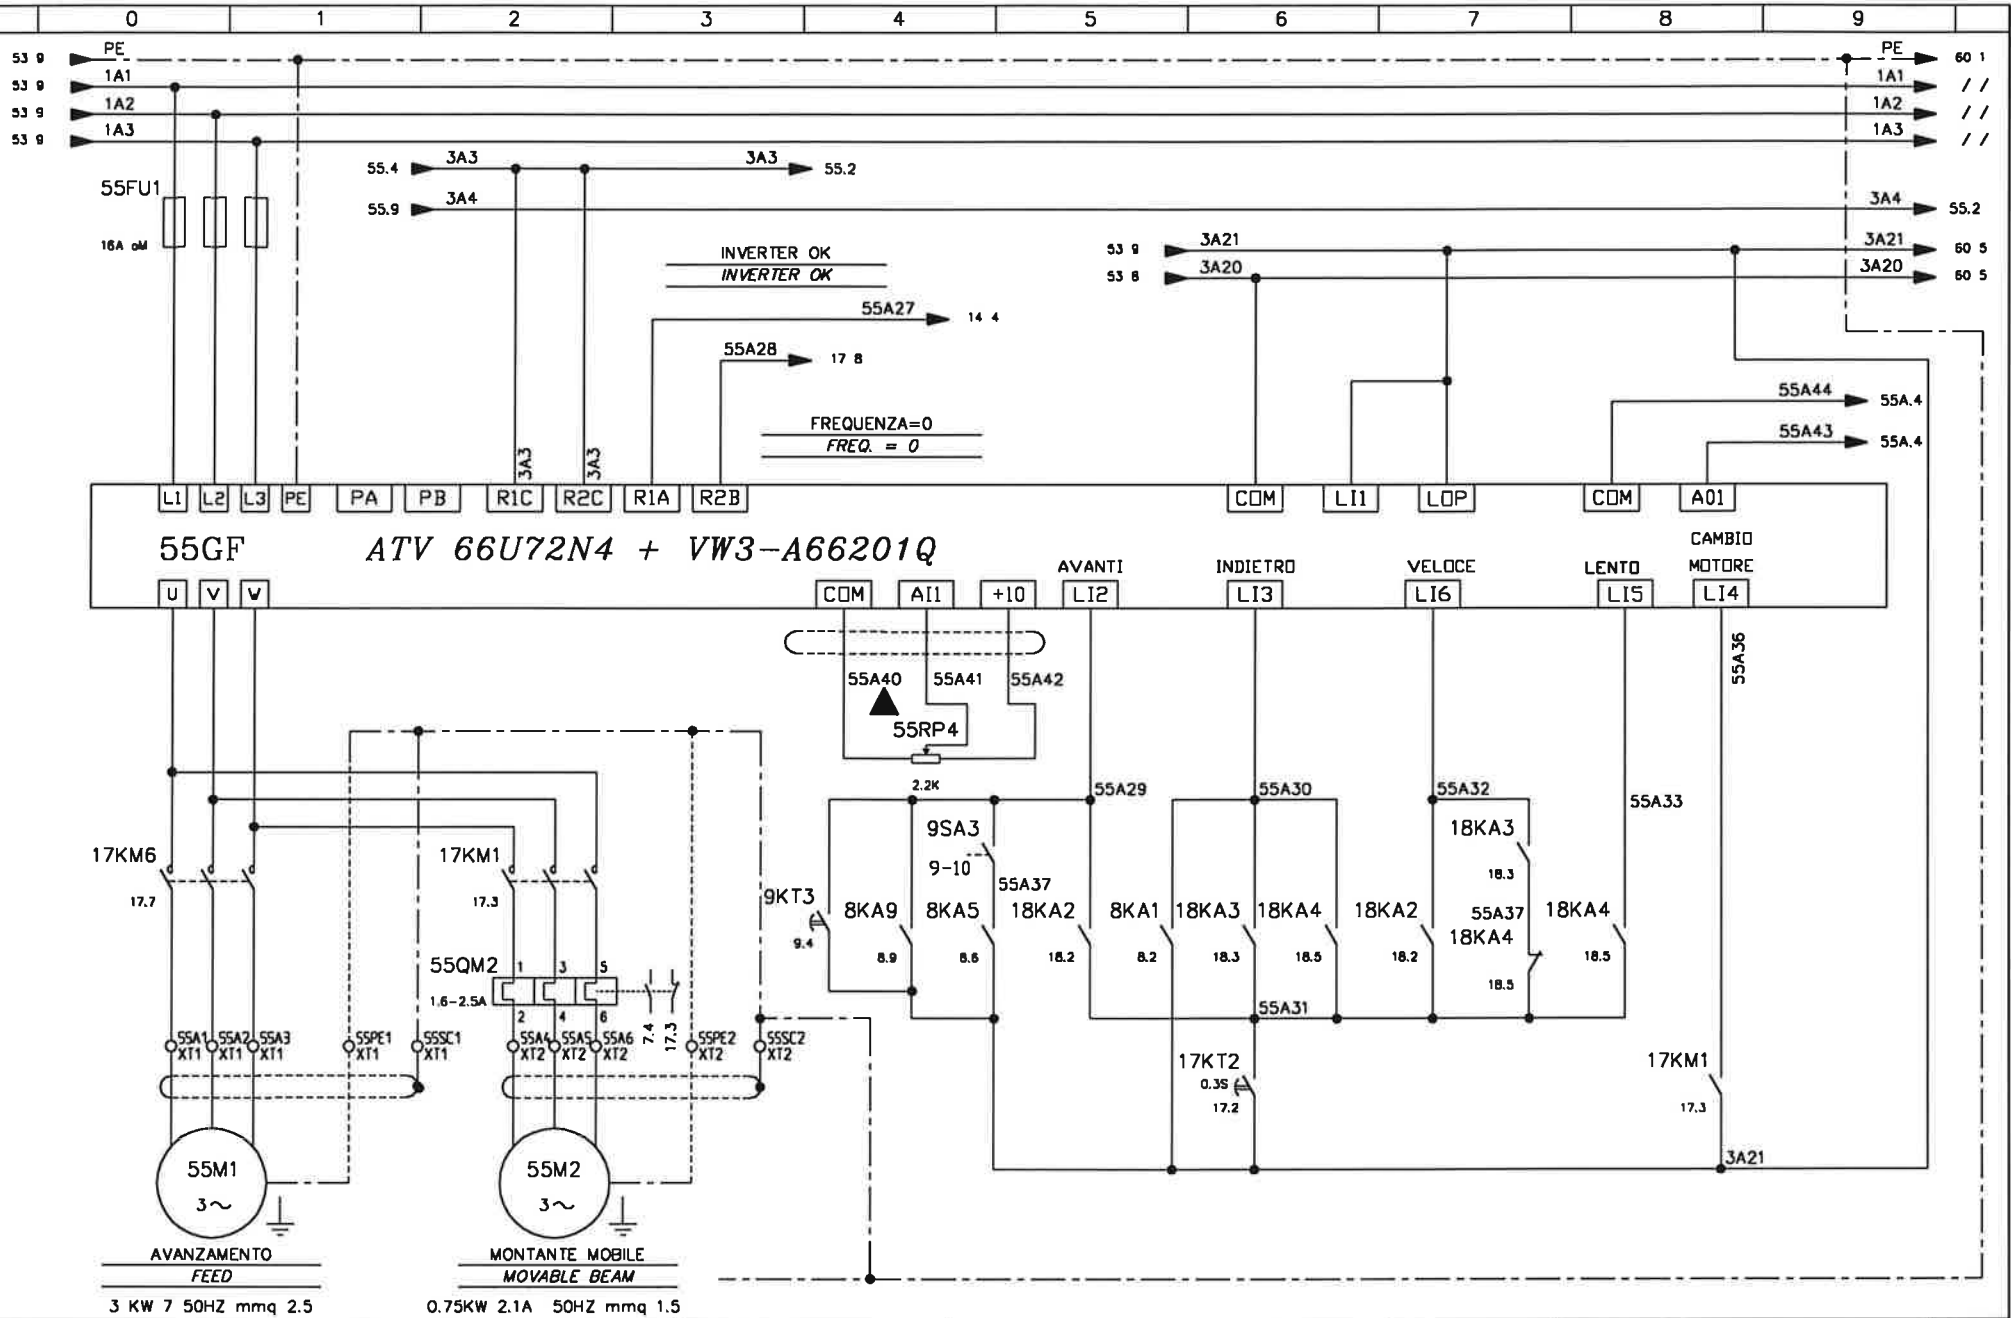 0 1 2 3 4 5 6 7 8 9
53 9 PE PE 60 1
53 9 1A1 1A1 //
53 9 1A2 1A2 //
53 9 1A3 1A3 //
55.4 3A3 3A3 55.2
55FU1
55.9 3A4 3A4 55.2
16A aM
INVERTER OK
INVERTER OK
53 9 3A21 3A21 60 5
53 8 3A20 3A20 60 5
55A27 14 4
55A28 17 8
55A44 55A.4
FREQUENZA=0
FREQ. = 0
55A43 55A.4
3A3 3A3
L1 L2 L3 PE PA PB R1C R2C R1A R2B COM LI1 LOP COM A01
55GF ATV 66U72N4 + VW3-A66201Q
CAMBIO
AVANTI INDIETRO VELOCE LENTO MOTORE
U V W COM AI1 +10 LI2 LI3 LI6 LI5 LI4
55A36
55A40 55A41 55A42
55RP4
2.2K
55A29 55A30 55A32 55A33
9SA3
9-10
18KA3
18.3
17KM6
17.7
17KM1
17.3
55A37
9KT3
9.4
8KA9
8.9
8KA5
8.6
18KA2
18.2
8KA1
8.2
18KA3
18.3
18KA4
18.5
18KA2
18.2
55A37
18KA4
18.5
18KA4
18.5
55QM2
1.6-2.5A
1 3 5
2 4 6
7.4 17.3
55A31
55A1 XT1
55A2 XT1
55A3 XT1
55PE1 XT1
55SC1 XT1
55A4 XT2
55A5 XT2
55A6 XT2
55PE2 XT2
55SC2 XT2
17KT2
0.3S
17.2
17KM1
17.3
3A21
55M1
3~
55M2
3~
AVANZAMENTO
FEED
3 KW 7 50HZ mmq 2.5
MONTANTE MOBILE
MOVABLE BEAM
0.75KW 2.1A 50HZ mmq 1.5